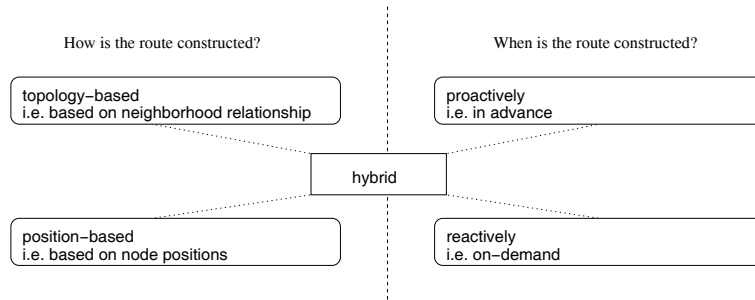 How is the route constructed?
When is the route constructed?
topology−based
i.e. based on neighborhood relationship
proactively
i.e. in advance
hybrid
position−based
i.e. based on node positions
reactively
i.e. on−demand